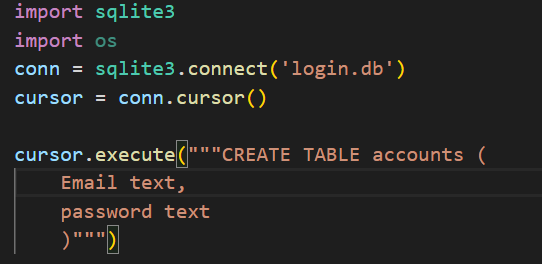 import sqlite3
import os
conn = sqlite3.connect('login.db')
cursor = conn.cursor()
cursor.execute("""CREATE TABLE accounts (
Email text,
password text
)""")